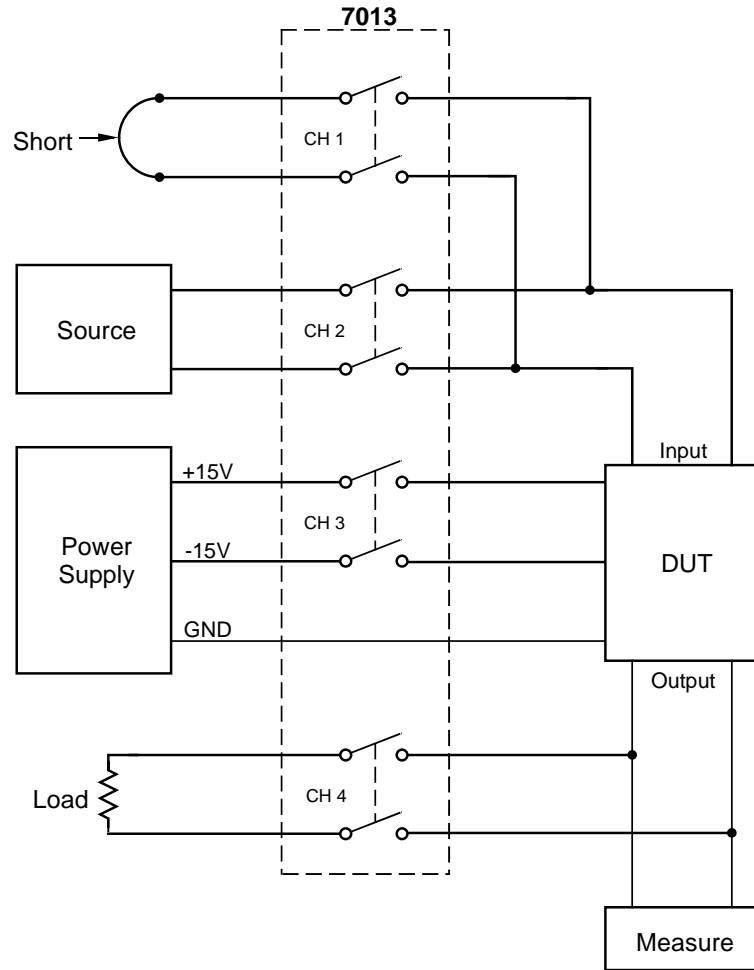 7013
Short
CH 1
Source
CH 2
+15V
Input
CH 3
Power
Supply
-15V
DUT
GND
Output
Load
CH 4
Measure